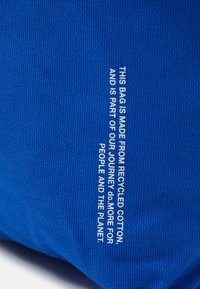 THIS BAG IS MADE FROM RECYCLED COTTON,
AND IS PART OF OUR JOURNEY do.MORE FOR
PEOPLE AND THE PLANET.